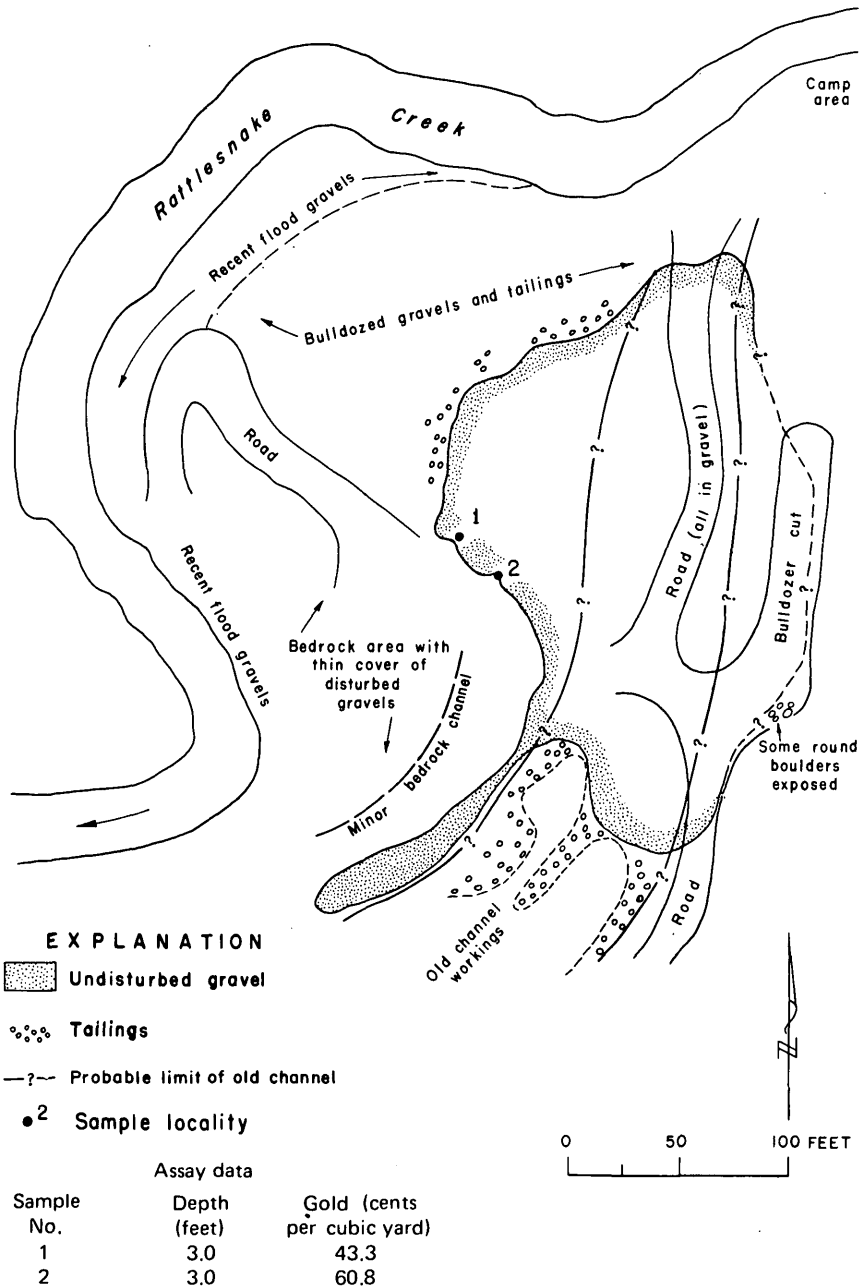 Camp
area
Rattlesnake Creek
Recent flood gravels
Bulldozed gravels and tailings
Road
1
2
Road (all in gravel)
Bulldozer cut
Recent flood gravels
Bedrock area with
thin cover of
disturbed
gravels
Minor bedrock channel
Some round
boulders
exposed
Old channel
workings
Road
?
?
?
?
?
?
?
?
?
?
?
?
?
?
N
EXPLANATION
Undisturbed gravel
Tailings
—?— Probable limit of old channel
2 Sample locality
0 50 100 FEET
Assay data
Sample Depth Gold (cents
No. (feet) per cubic yard)
1 3.0 43.3
2 3.0 60.8